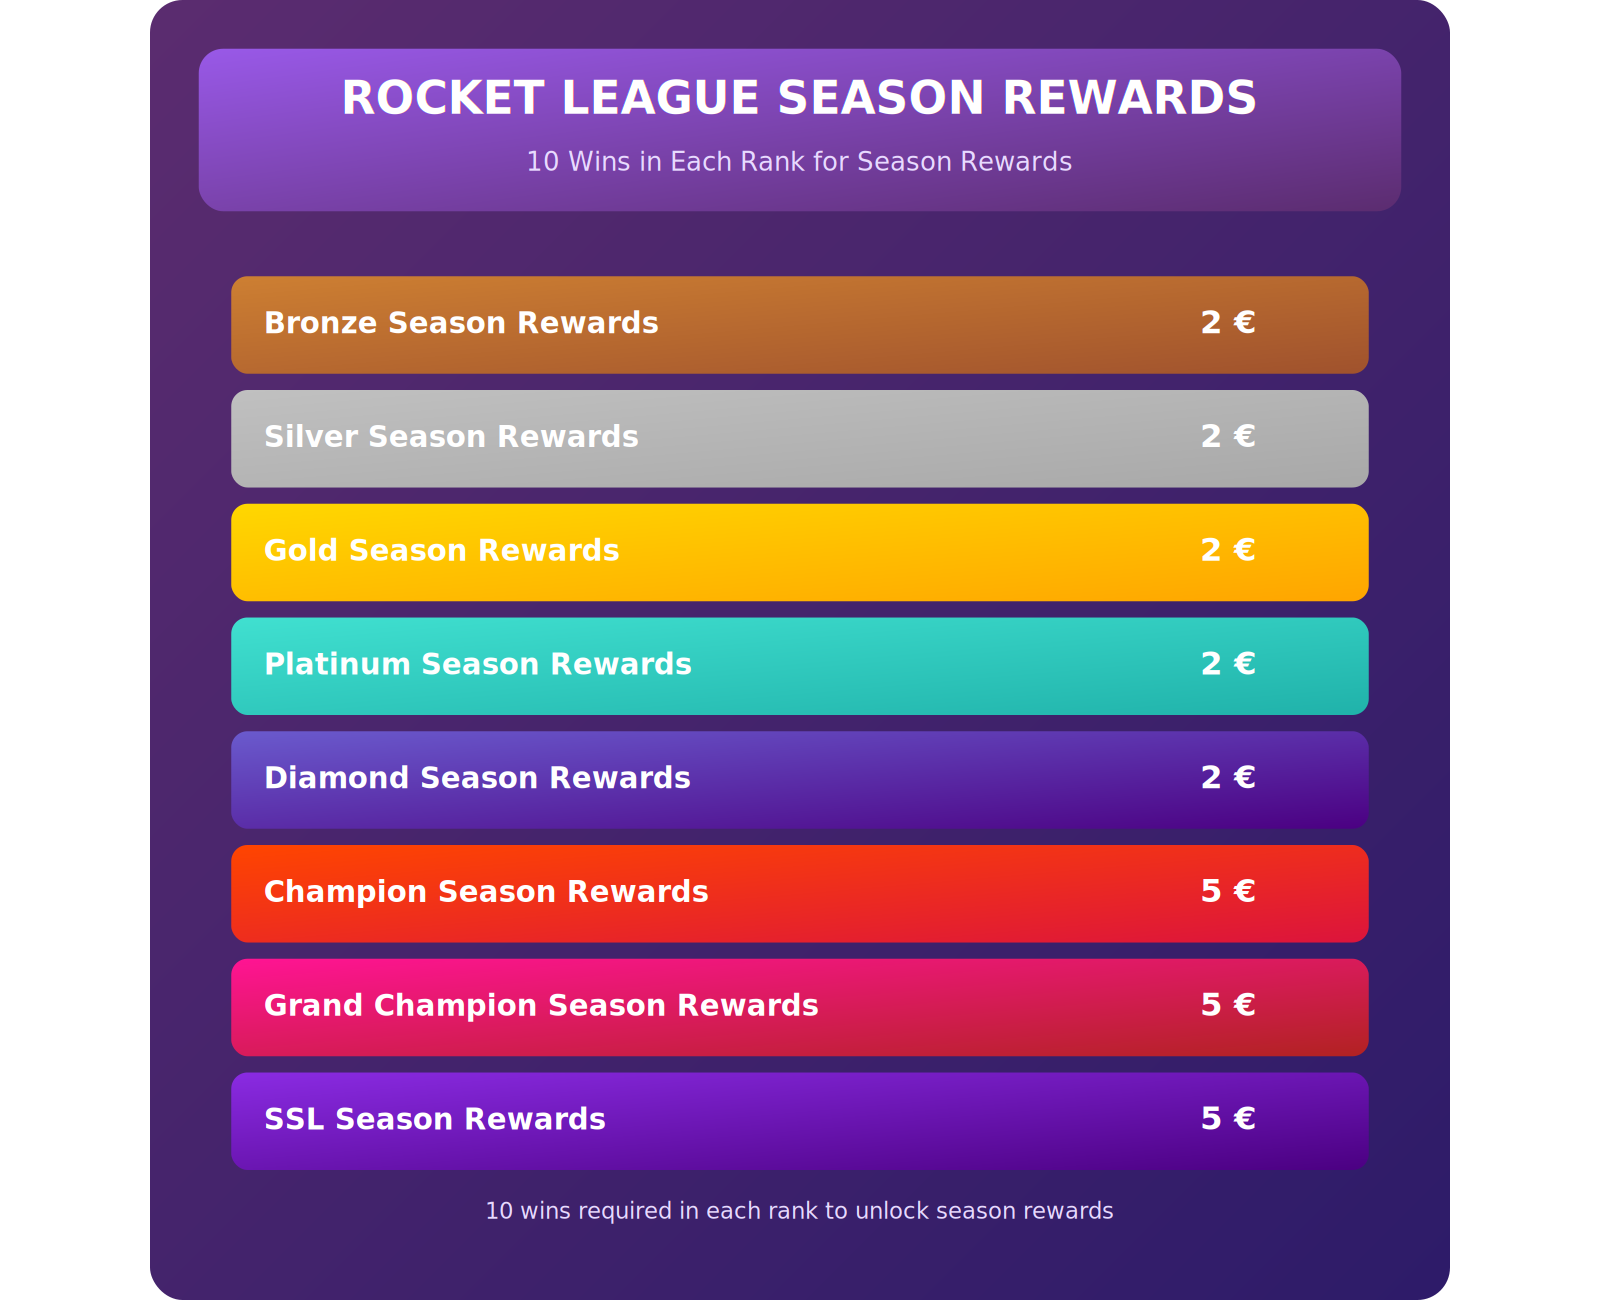 ROCKET LEAGUE SEASON REWARDS
10 Wins in Each Rank for Season Rewards
Bronze Season Rewards 2 €
Silver Season Rewards 2 €
Gold Season Rewards 2 €
Platinum Season Rewards 2 €
Diamond Season Rewards 2 €
Champion Season Rewards 5 €
Grand Champion Season Rewards 5 €
SSL Season Rewards 5 €
10 wins required in each rank to unlock season rewards